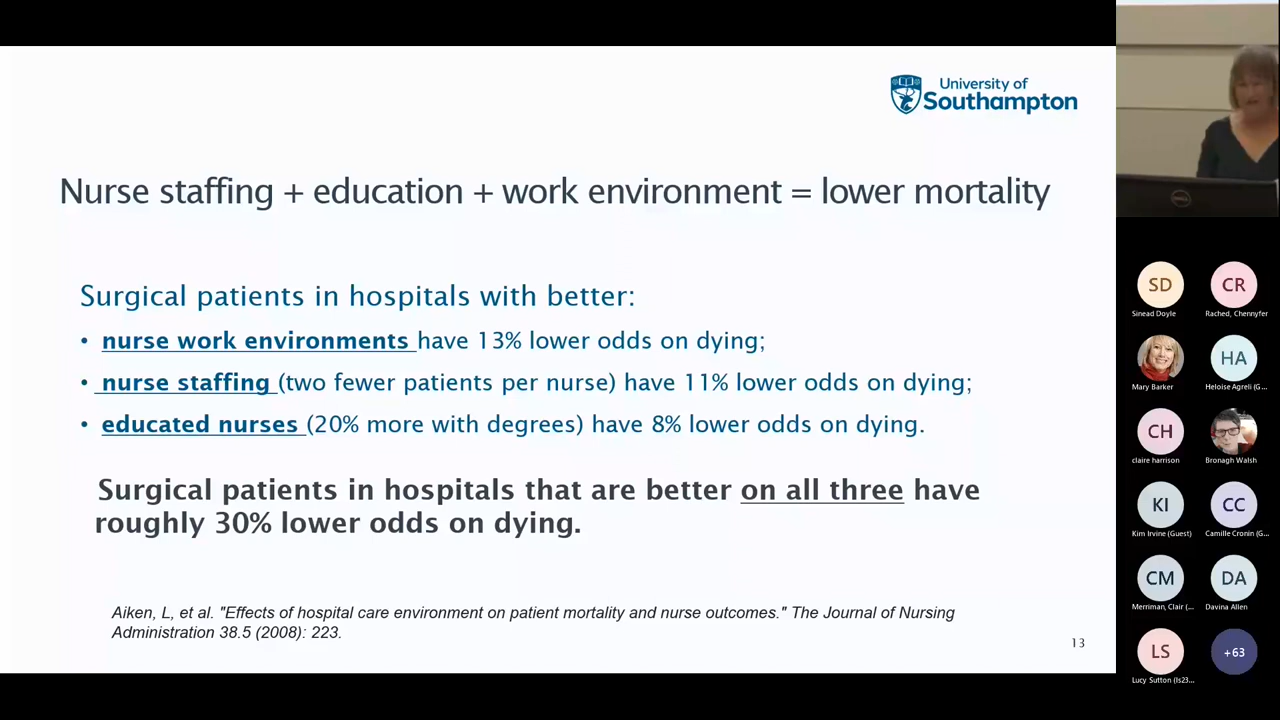 University of
Southampton
Nurse staffing + education + work environment = lower mortality
Surgical patients in hospitals with better:
• nurse work environments have 13% lower odds on dying;
• nurse staffing (two fewer patients per nurse) have 11% lower odds on dying;
• educated nurses (20% more with degrees) have 8% lower odds on dying.
Surgical patients in hospitals that are better on all three have
roughly 30% lower odds on dying.
Aiken, L, et al. "Effects of hospital care environment on patient mortality and nurse outcomes." The Journal of Nursing
Administration 38.5 (2008): 223.
13
DELL
SD
CR
Sinead Doyle
Rached, Chennyfer
HA
Mary Barker
Heloise Agreli (G...
CH
claire harrison
Bronagh Walsh
KI
CC
Kim Irvine (Guest)
Camille Cronin (G...
CM
DA
Merriman, Clair (...
Davina Allen
LS
+63
Lucy Sutton (ls23...